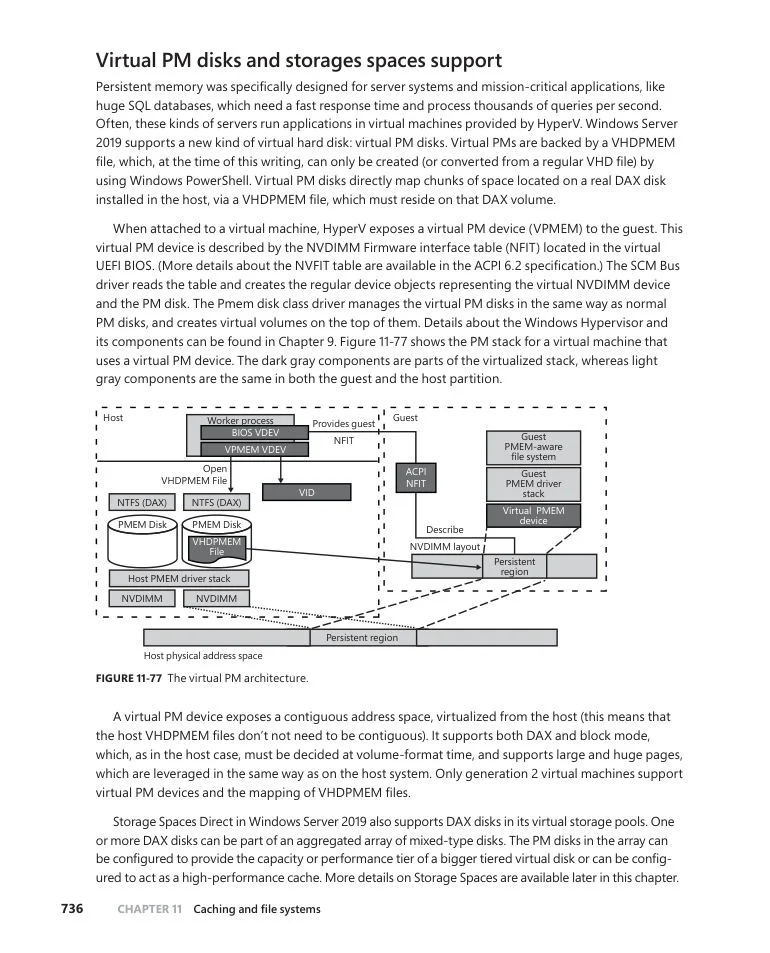 Virtual PM disks and storages spaces support
Persistent memory was specifically designed for server systems and mission-critical applications, like
huge SQL databases, which need a fast response time and process thousands of queries per second.
Often, these kinds of servers run applications in virtual machines provided by HyperV. Windows Server
2019 supports a new kind of virtual hard disk: virtual PM disks. Virtual PMs are backed by a VHDPMEM
file, which, at the time of this writing, can only be created (or converted from a regular VHD file) by
using Windows PowerShell. Virtual PM disks directly map chunks of space located on a real DAX disk
installed in the host, via a VHDPMEM file, which must reside on that DAX volume.
When attached to a virtual machine, HyperV exposes a virtual PM device (VPMEM) to the guest. This
virtual PM device is described by the NVDIMM Firmware interface table (NFIT) located in the virtual
UEFI BIOS. (More details about the NVFIT table are available in the ACPI 6.2 specification.) The SCM Bus
driver reads the table and creates the regular device objects representing the virtual NVDIMM device
and the PM disk. The Pmem disk class driver manages the virtual PM disks in the same way as normal
PM disks, and creates virtual volumes on the top of them. Details about the Windows Hypervisor and
its components can be found in Chapter 9. Figure 11-77 shows the PM stack for a virtual machine that
uses a virtual PM device. The dark gray components are parts of the virtualized stack, whereas light
gray components are the same in both the guest and the host partition.
Host
Worker process
BIOS VDEV
VPMEM VDEV
Provides guest
NFIT
Open
VHDPMEM File
VID
NTFS (DAX)
NTFS (DAX)
PMEM Disk
PMEM Disk
VHDPMEM
File
Host PMEM driver stack
NVDIMM
NVDIMM
Guest
ACPI
NFIT
Guest
PMEM-aware
file system
Guest
PMEM driver
stack
Virtual PMEM
device
Describe
NVDIMM layout
Persistent
region
Persistent region
Host physical address space
FIGURE 11-77 The virtual PM architecture.
A virtual PM device exposes a contiguous address space, virtualized from the host (this means that
the host VHDPMEM files don't not need to be contiguous). It supports both DAX and block mode,
which, as in the host case, must be decided at volume-format time, and supports large and huge pages,
which are leveraged in the same way as on the host system. Only generation 2 virtual machines support
virtual PM devices and the mapping of VHDPMEM files.
Storage Spaces Direct in Windows Server 2019 also supports DAX disks in its virtual storage pools. One
or more DAX disks can be part of an aggregated array of mixed-type disks. The PM disks in the array can
be configured to provide the capacity or performance tier of a bigger tiered virtual disk or can be config-
ured to act as a high-performance cache. More details on Storage Spaces are available later in this chapter.
736 CHAPTER 11 Caching and file systems